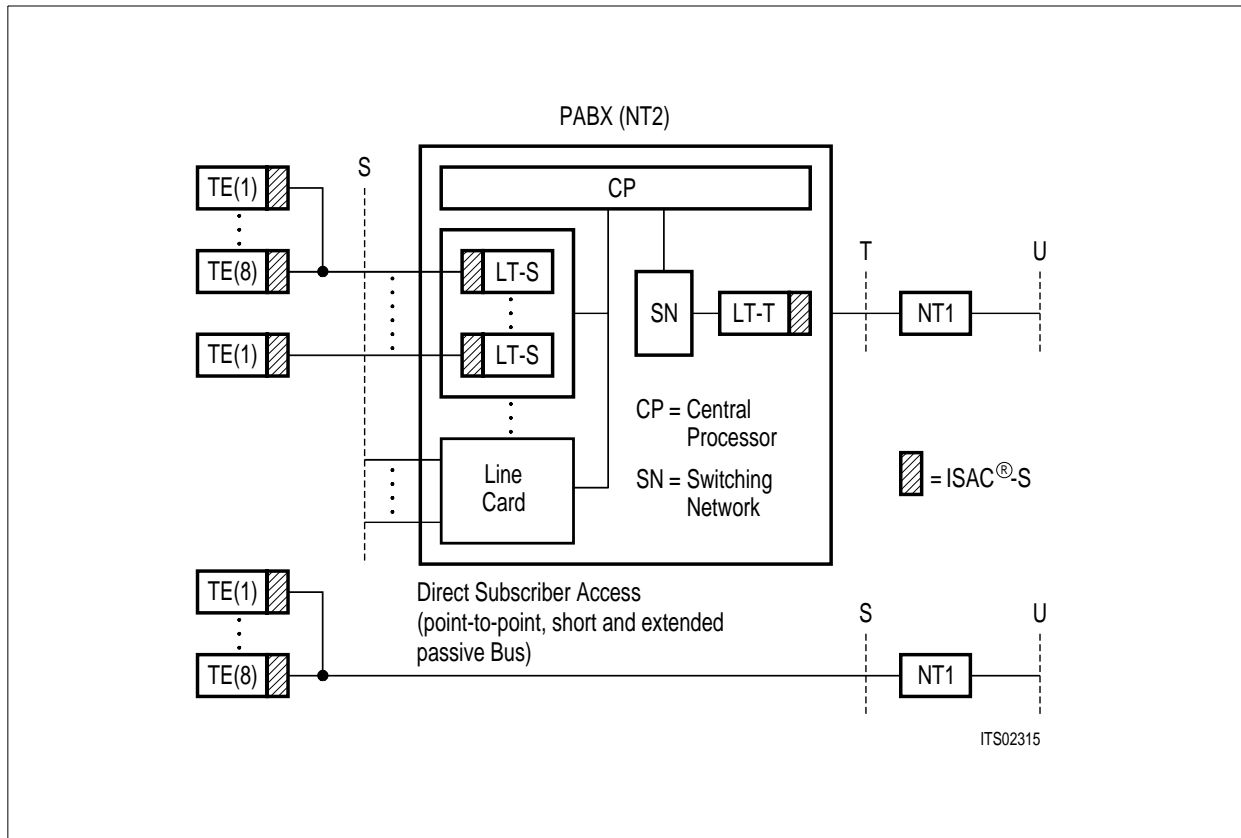 PABX (NT2)
S
CP
TE(1)
TE(8)
LT-S
T
U
SN
LT-T
NT1
TE(1)
LT-S
CP = Central
Processor
Line
Card
SN = Switching
Network
= ISAC®-S
TE(1)
Direct Subscriber Access
(point-to-point, short and extended
passive Bus)
S
U
TE(8)
NT1
ITS02315